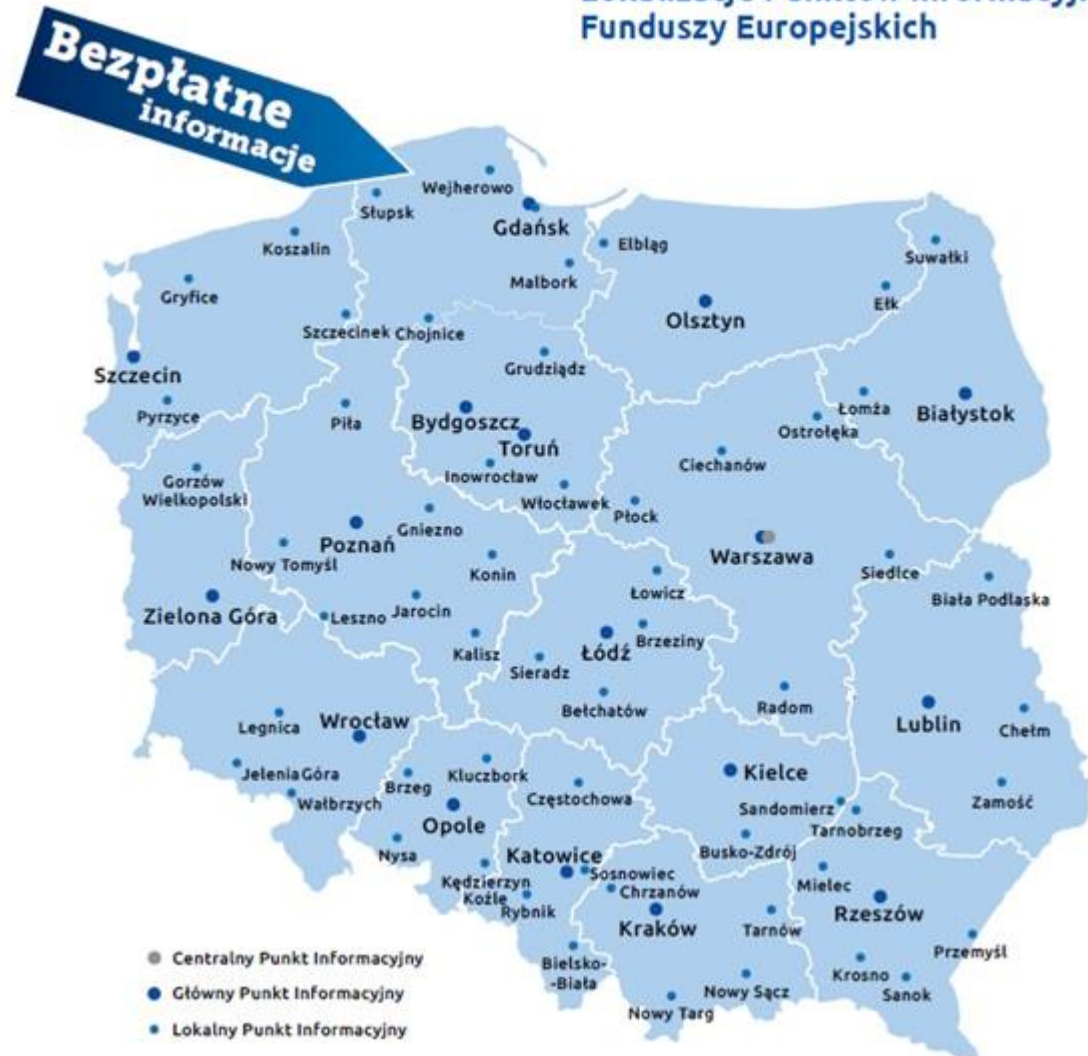 Funduszy Europejskich
Bezpłatne
informacje
Wejherowo
Słupsk
Gdańsk
Koszalin
Elbląg
Suwałki
Malbork
Gryfice
Ełk
Olsztyn
Szczecinek
Chojnice
Grudziądz
Szczecin
Pyrzyce
Piła
Bydgoszcz
Łomża
Białystok
Ostrołęka
Toruń
Ciechanów
Inowrocław
Gorzów
Wielkopolski
Włocławek
Płock
Gniezno
Poznań
Warszawa
Nowy Tomyśl
Konin
Siedlce
Łowicz
Biała Podlaska
Zielona Góra
Leszno
Jarocin
Brzeziny
Kalisz
Łódź
Sieradz
Bełchatów
Radom
Legnica
Wrocław
Lublin
Chełm
Jelenia Góra
Brzeg
Kluczbork
Kielce
Wałbrzych
Częstochowa
Sandomierz
Zamość
Opole
Tarnobrzeg
Nysa
Katowice
Busko-Zdrój
Sosnowiec
Mielec
Kędzierzyn
Koźle
Chrzanów
Rybnik
Kraków
Tarnów
Rzeszów
Przemyśl
Bielsko-
-Biała
Nowy Sącz
Krosno
Sanok
Nowy Targ
Centralny Punkt Informacyjny
Główny Punkt Informacyjny
Lokalny Punkt Informacyjny